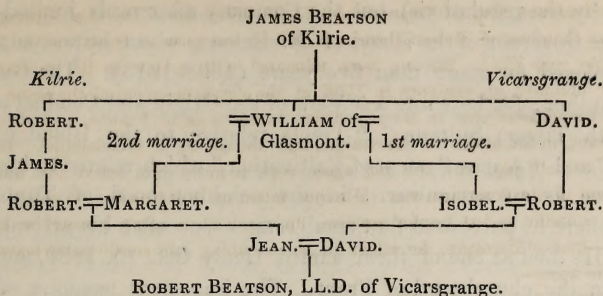 JAMES BEATSON
of Kilrie.
Kilrie. Vicarsgrange.
ROBERT. WILLIAM of DAVID.
2nd marriage. Glasmont. 1st marriage.
JAMES.
ROBERT. MARGARET. ISOBEL. ROBERT.
JEAN. DAVID.
ROBERT BEATSON, LL.D. of Vicarsgrange.